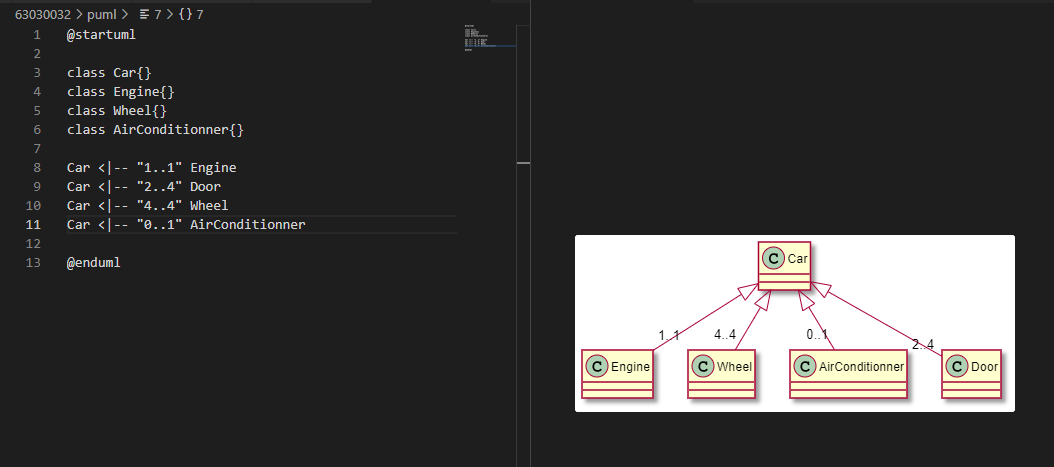 63030032 > puml > 7 > {} 7
1 @startuml
2
3 class Car{}
4 class Engine{}
5 class Wheel{}
6 class AirConditionner{}
7
8 Car <|-- "1..1" Engine
9 Car <|-- "2..4" Door
10 Car <|-- "4..4" Wheel
11 Car <|-- "0..1" AirConditionner
12
13 @enduml
C Car
1..1 4..4 0..1 2..4
C Engine C Wheel C AirConditionner C Door